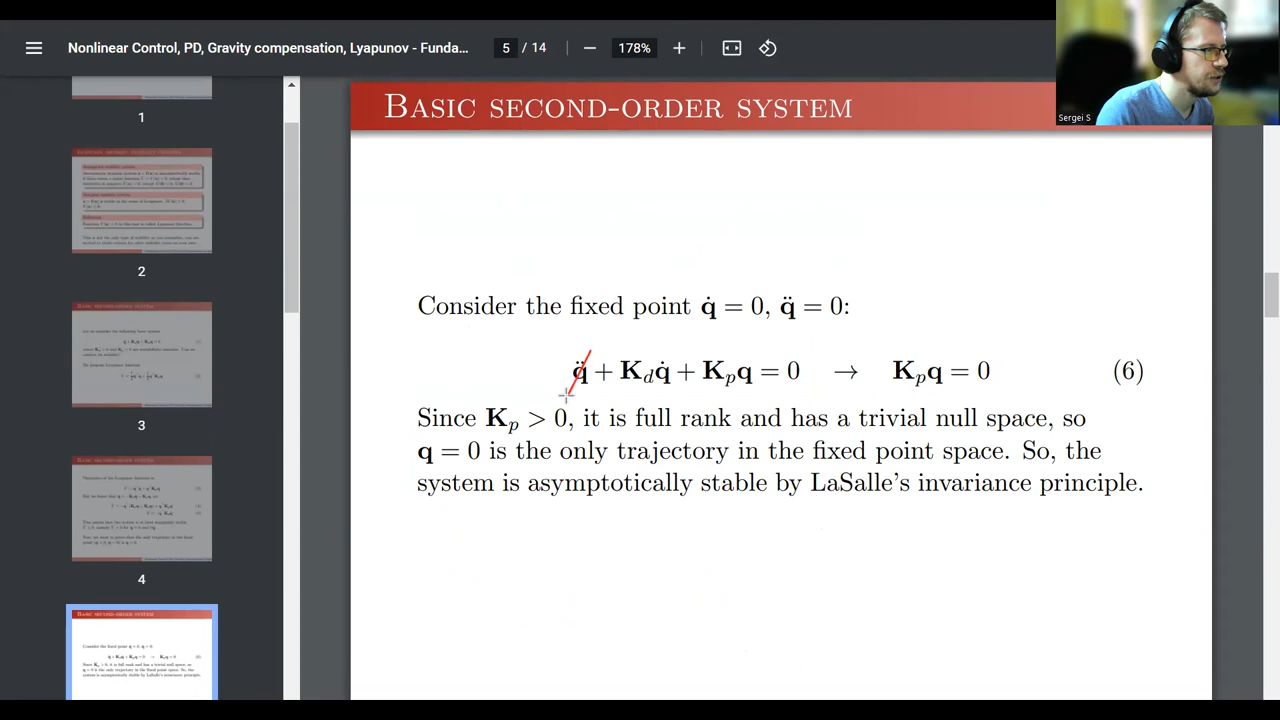 Nonlinear Control, PD, Gravity compensation, Lyapunov - Funda...
5 / 14
178%
Sergei S
1
2
3
4
BASIC SECOND-ORDER SYSTEM
Consider the fixed point q̇ = 0, q̈ = 0:
q̈ + K_d q̇ + K_p q = 0 → K_p q = 0 (6)
Since K_p > 0, it is full rank and has a trivial null space, so
q = 0 is the only trajectory in the fixed point space. So, the
system is asymptotically stable by LaSalle's invariance principle.